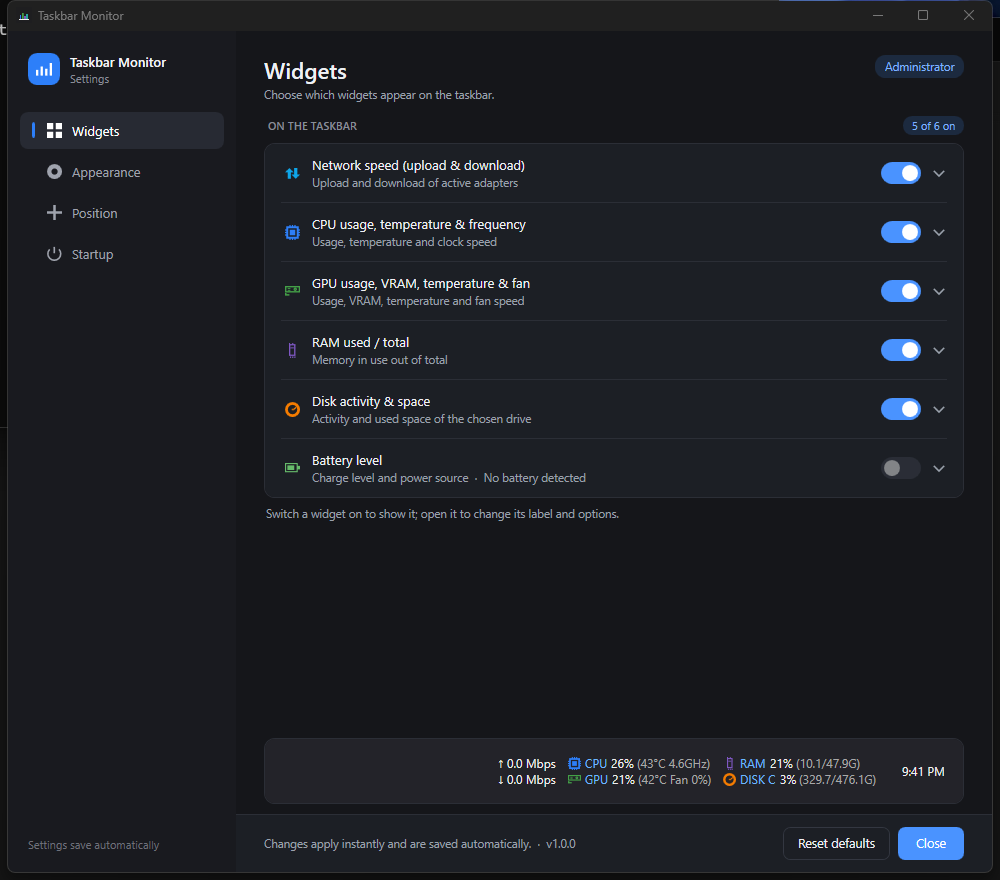 Taskbar Monitor
Taskbar Monitor
Settings
Widgets
Appearance
Position
Startup
Settings save automatically
Widgets
Administrator
Choose which widgets appear on the taskbar.
ON THE TASKBAR
5 of 6 on
Network speed (upload & download)
Upload and download of active adapters
CPU usage, temperature & frequency
Usage, temperature and clock speed
GPU usage, VRAM, temperature & fan
Usage, VRAM, temperature and fan speed
RAM used / total
Memory in use out of total
Disk activity & space
Activity and used space of the chosen drive
Battery level
Charge level and power source · No battery detected
Switch a widget on to show it; open it to change its label and options.
↑ 0.0 Mbps CPU 26% (43°C 4.6GHz) RAM 21% (10.1/47.9G)
↓ 0.0 Mbps GPU 21% (42°C Fan 0%) DISK C 3% (329.7/476.1G)
9:41 PM
Changes apply instantly and are saved automatically. · v1.0.0
Reset defaults
Close